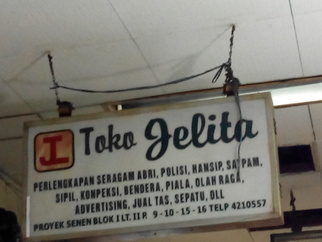 Toko Jelita
PERLENGKAPAN SERAGAM ABRI, POLISI, HANSIP, SATPAM,
SIPIL, KONPEKSI, BENDERA, PIALA, OLAH RAGA,
ADVERTISING, JUAL TAS, SEPATU, DLL
PROYEK SENEN BLOK I LT. II P. 9-10-15-16 TELP 4210557